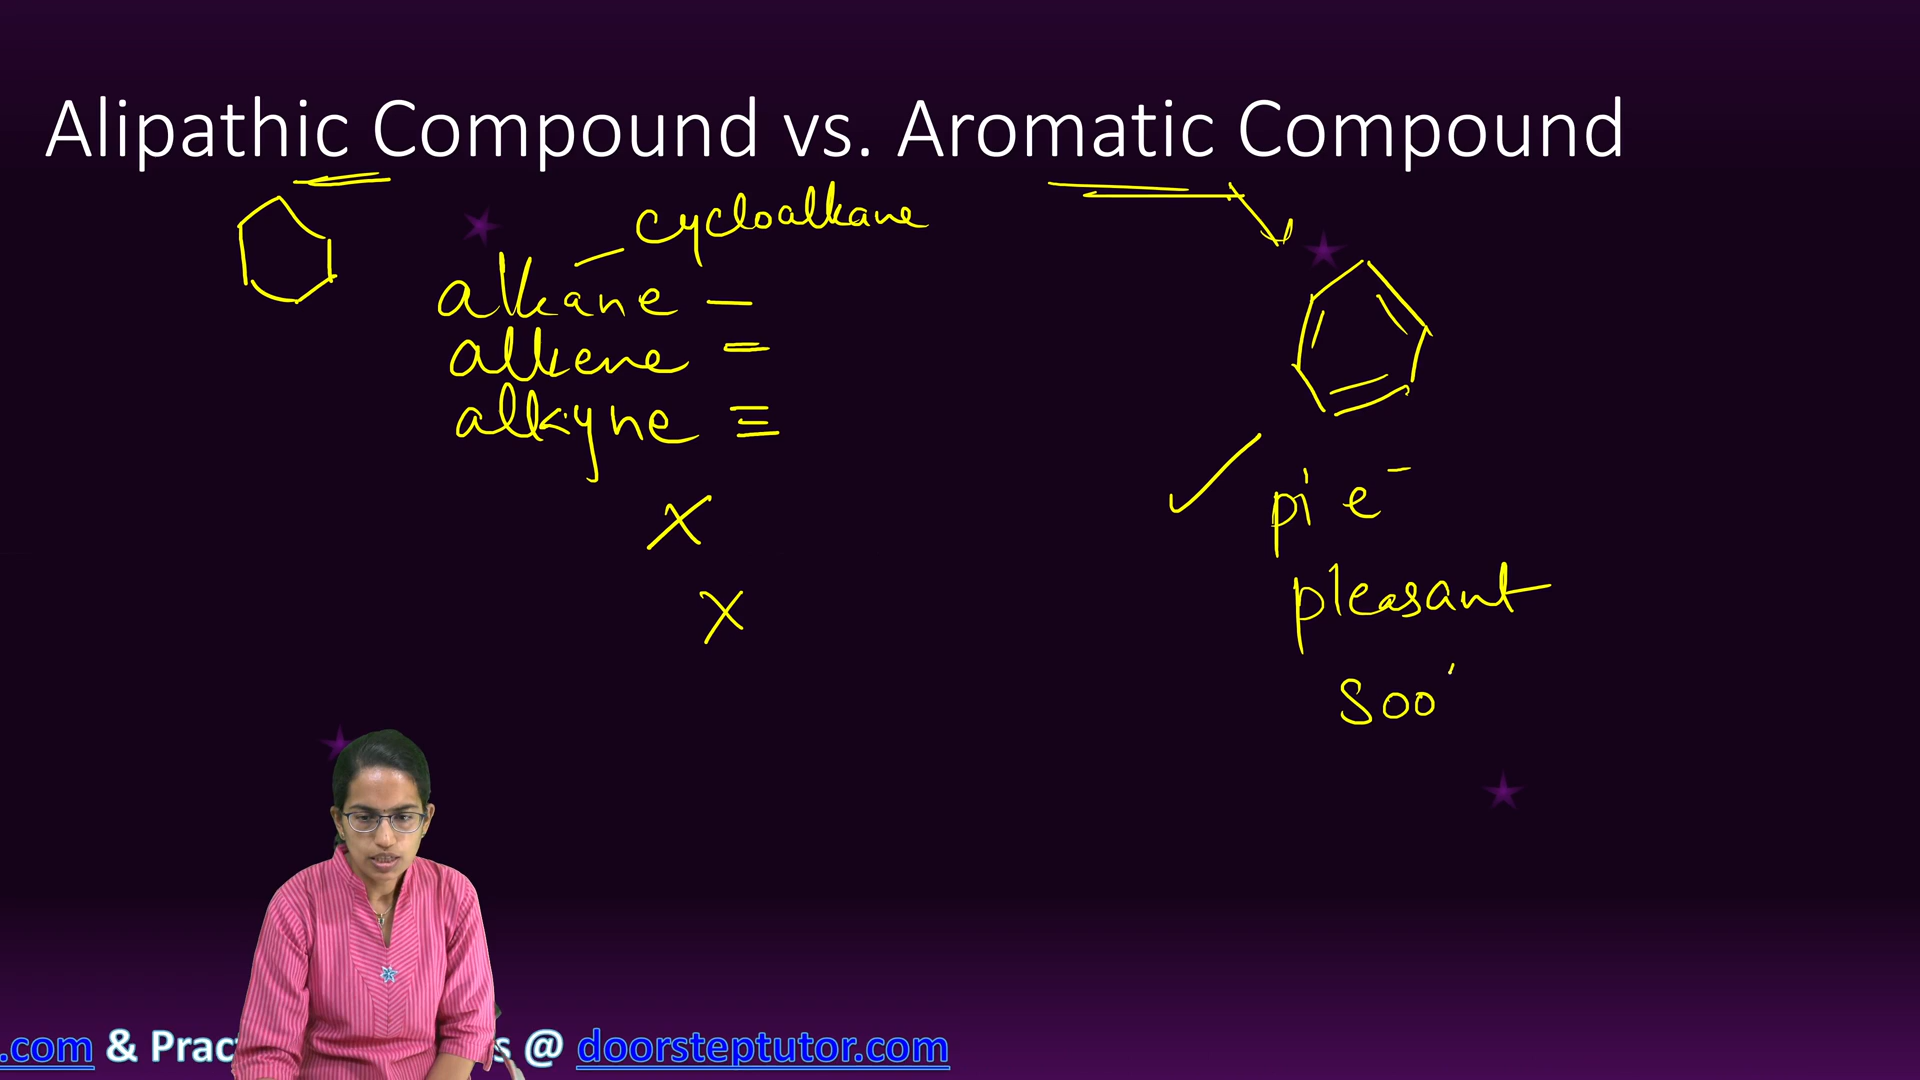 Alipathic Compound vs. Aromatic Compound
cycloalkane
alkane —
alkene =
alkyne ≡
X
X
✓ pi e⁻
pleasant
soo'
.com & Prac s @ doorsteptutor.com